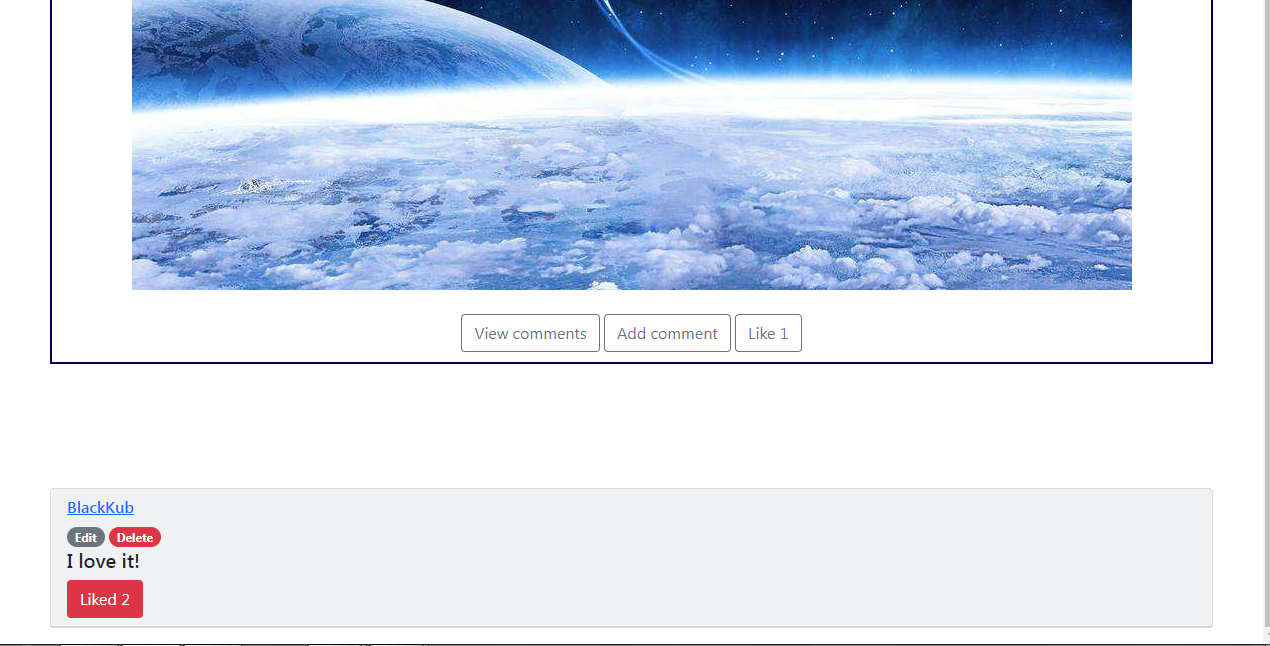 View comments Add comment Like 1
BlackKub
Edit Delete
I love it!
Liked 2